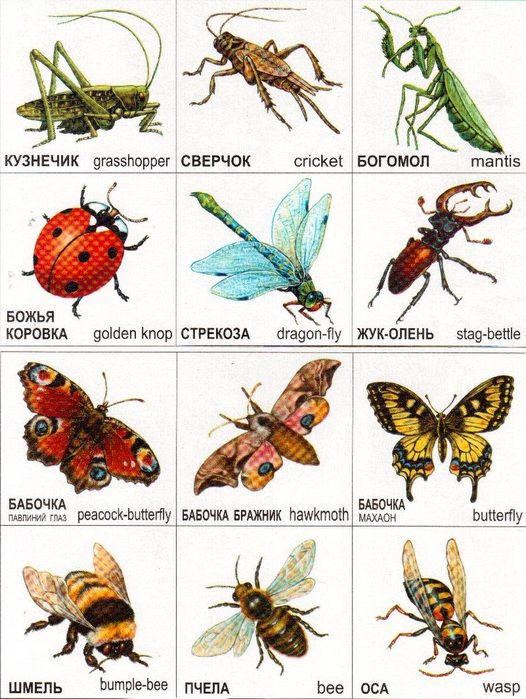 КУЗНЕЧИК grasshopper
СВЕРЧОК cricket
БОГОМОЛ mantis
БОЖЬЯ
КОРОВКА golden knop
СТРЕКОЗА dragon-fly
ЖУК-ОЛЕНЬ stag-bettle
БАБОЧКА
ПАВЛИНИЙ ГЛАЗ peacock-butterfly
БАБОЧКА БРАЖНИК hawkmoth
БАБОЧКА
МАХАОН butterfly
ШМЕЛЬ bumple-bee
ПЧЕЛА bee
ОСА wasp